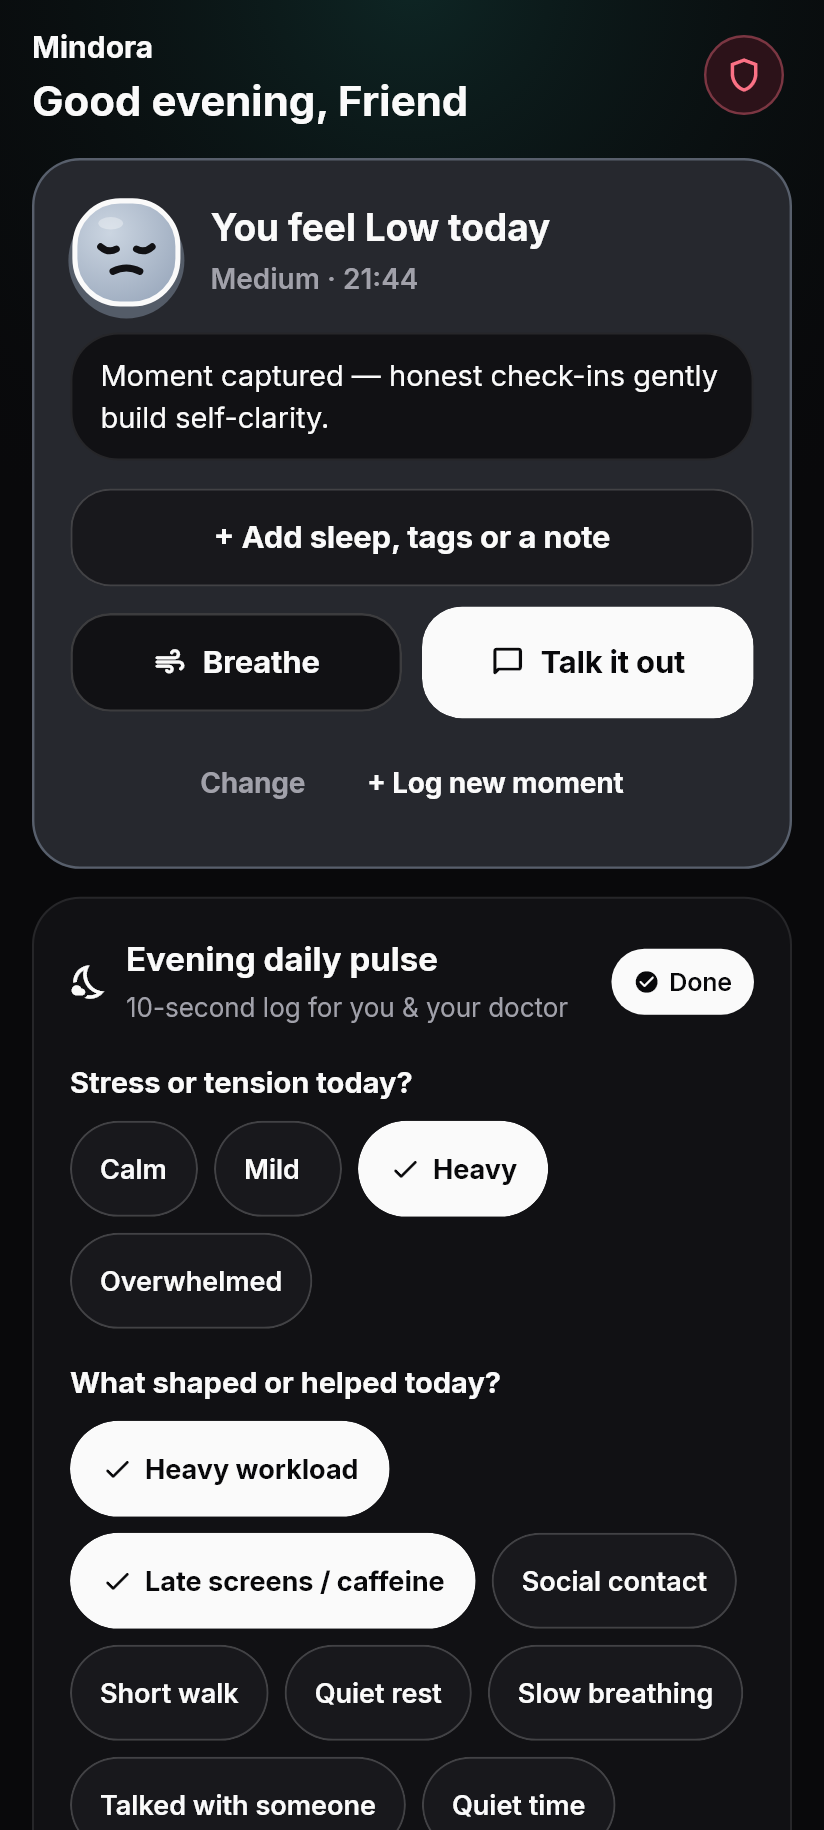 Mindora
Good evening, Friend
You feel Low today
Medium · 21:44
Moment captured — honest check-ins gently
build self-clarity.
+ Add sleep, tags or a note
Breathe
Talk it out
Change
+ Log new moment
Evening daily pulse
10-second log for you & your doctor
Done
Stress or tension today?
Calm
Mild
Heavy
Overwhelmed
What shaped or helped today?
Heavy workload
Late screens / caffeine
Social contact
Short walk
Quiet rest
Slow breathing
Talked with someone
Quiet time